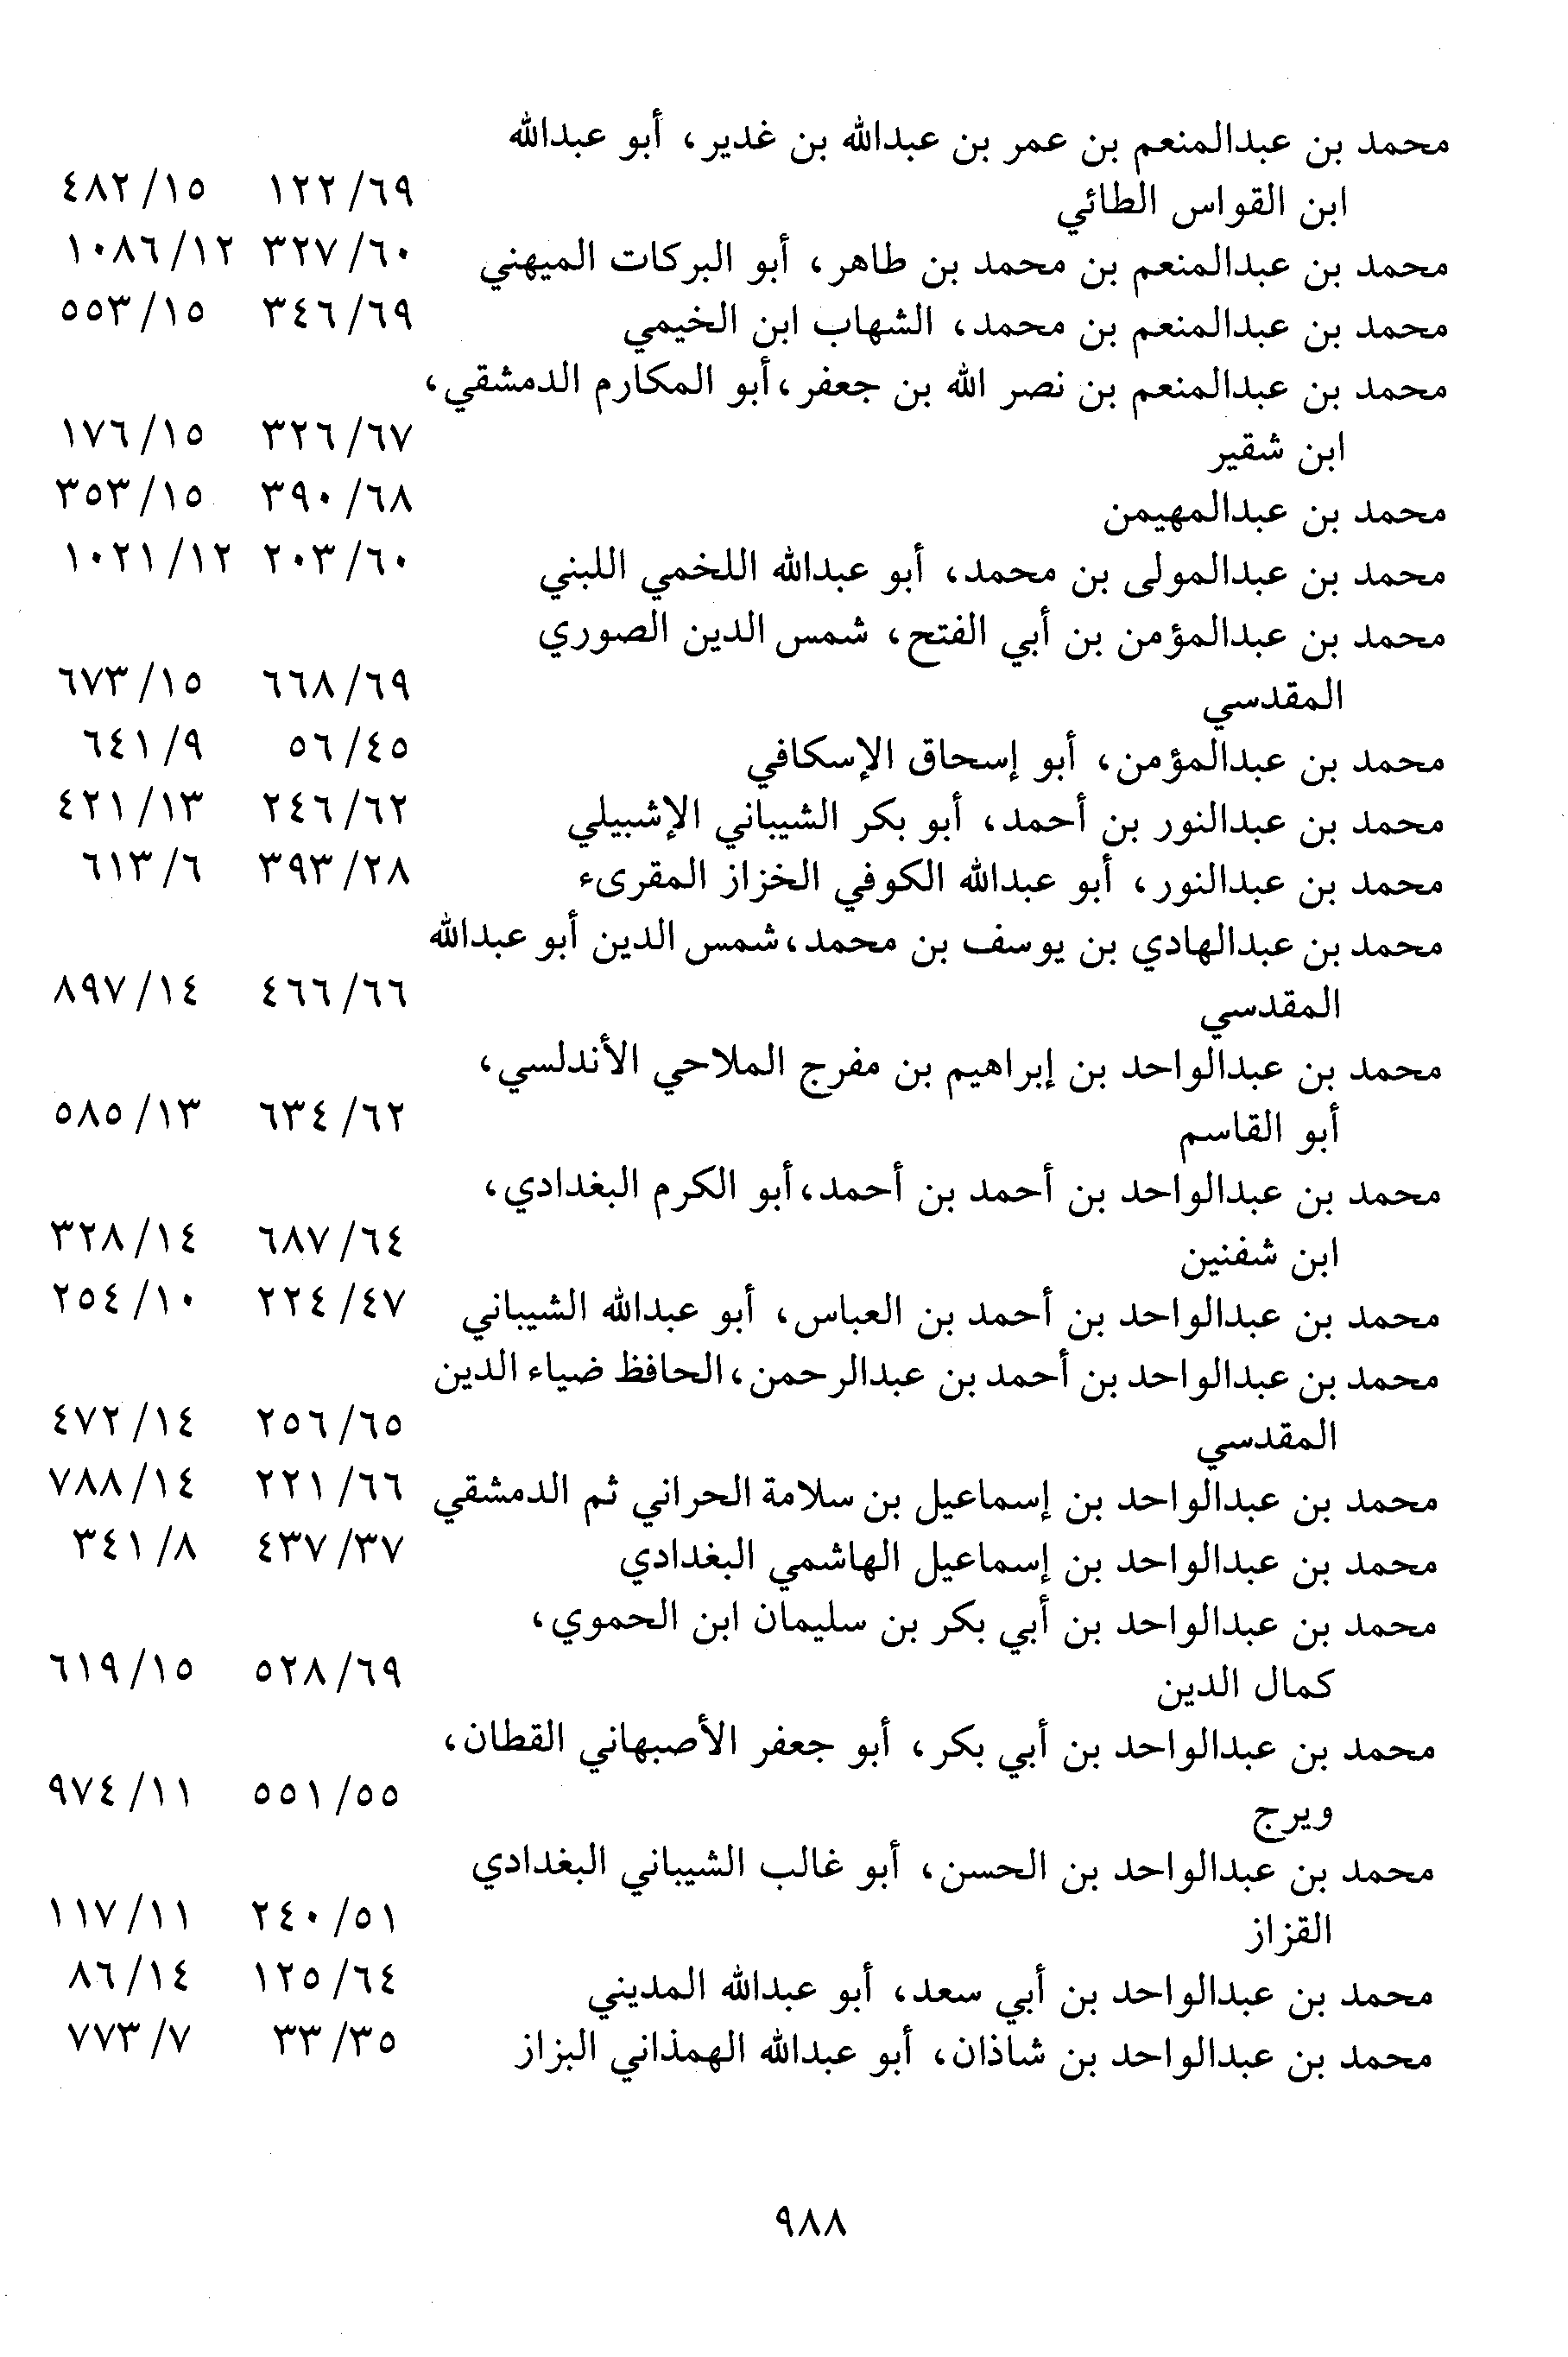 محمد بن عبدالمنعم بن عمر بن عبدالله بن غدير، أبو عبدالله
ابن القواس الطائي ٦٩/ ١٢٢ ١٥/ ٤٨٢
محمد بن عبدالمنعم بن محمد بن طاهر، أبو البركات الميهني ٦٠/ ٣٢٧ ١٢/ ١٠٨٦
محمد بن عبدالمنعم بن محمد، الشهاب ابن الخيمي ٦٩/ ٣٤٦ ١٥/ ٥٥٣
محمد بن عبدالمنعم بن نصر الله بن جعفر، أبو المكارم الدمشقي،
ابن شقير ٦٧/ ٣٢٦ ١٥/ ١٧٦
محمد بن عبدالمهيمن ٦٨/ ٣٩٠ ١٥/ ٣٥٣
محمد بن عبدالمولى بن محمد، أبو عبدالله اللخمي اللبني ٦٠/ ٢٠٣ ١٢/ ١٠٢١
محمد بن عبدالمؤمن بن أبي الفتح، شمس الدين الصوري
المقدسي ٦٩/ ٦٦٨ ١٥/ ٦٧٣
محمد بن عبدالمؤمن، أبو إسحاق الإسكافي ٤٥/ ٥٦ ٩/ ٦٤١
محمد بن عبدالنور بن أحمد، أبو بكر الشيباني الإشبيلي ٦٢/ ٢٤٦ ١٣/ ٤٢١
محمد بن عبدالنور، أبو عبدالله الكوفي الخزاز المقرىء ٢٨/ ٣٩٣ ٦/ ٦١٣
محمد بن عبدالهادي بن يوسف بن محمد، شمس الدين أبو عبدالله
المقدسي ٦٦/ ٤٦٦ ١٤/ ٨٩٧
محمد بن عبدالواحد بن إبراهيم بن مفرج الملاحي الأندلسي،
أبو القاسم ٦٢/ ٦٣٤ ١٣/ ٥٨٥
محمد بن عبدالواحد بن أحمد بن أحمد، أبو الكرم البغدادي،
ابن شفنين ٦٤/ ٦٨٧ ١٤/ ٣٢٨
محمد بن عبدالواحد بن أحمد بن العباس، أبو عبدالله الشيباني ٤٧/ ٢٢٤ ١٠/ ٢٥٤
محمد بن عبدالواحد بن أحمد بن عبدالرحمن، الحافظ ضياء الدين
المقدسي ٦٥/ ٢٥٦ ١٤/ ٤٧٢
محمد بن عبدالواحد بن إسماعيل بن سلامة الحراني ثم الدمشقي ٦٦/ ٢٢١ ١٤/ ٧٨٨
محمد بن عبدالواحد بن إسماعيل الهاشمي البغدادي ٣٧/ ٤٣٧ ٨/ ٣٤١
محمد بن عبدالواحد بن أبي بكر بن سليمان ابن الحموي،
كمال الدين ٦٩/ ٥٢٨ ١٥/ ٦١٩
محمد بن عبدالواحد بن أبي بكر، أبو جعفر الأصبهاني القطان،
ويرج ٥٥/ ٥٥١ ١١/ ٩٧٤
محمد بن عبدالواحد بن الحسن، أبو غالب الشيباني البغدادي
القزاز ٥١/ ٢٤٠ ١١/ ١١٧
محمد بن عبدالواحد بن أبي سعد، أبو عبدالله المديني ٦٤/ ١٢٥ ١٤/ ٨٦
محمد بن عبدالواحد بن شاذان، أبو عبدالله الهمذاني البزاز ٣٥/ ٣٣ ٧/ ٧٧٣
٩٨٨